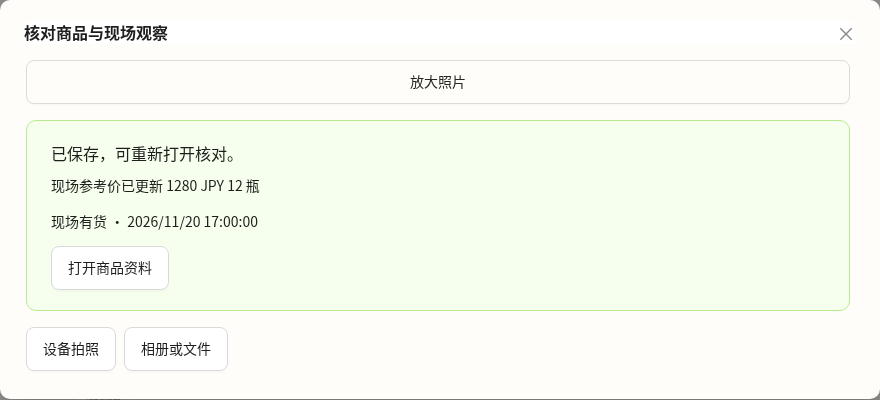 核对商品与现场观察
放大照片
已保存，可重新打开核对。
现场参考价已更新 1280 JPY 12 瓶
现场有货 · 2026/11/20 17:00:00
打开商品资料
设备拍照
相册或文件